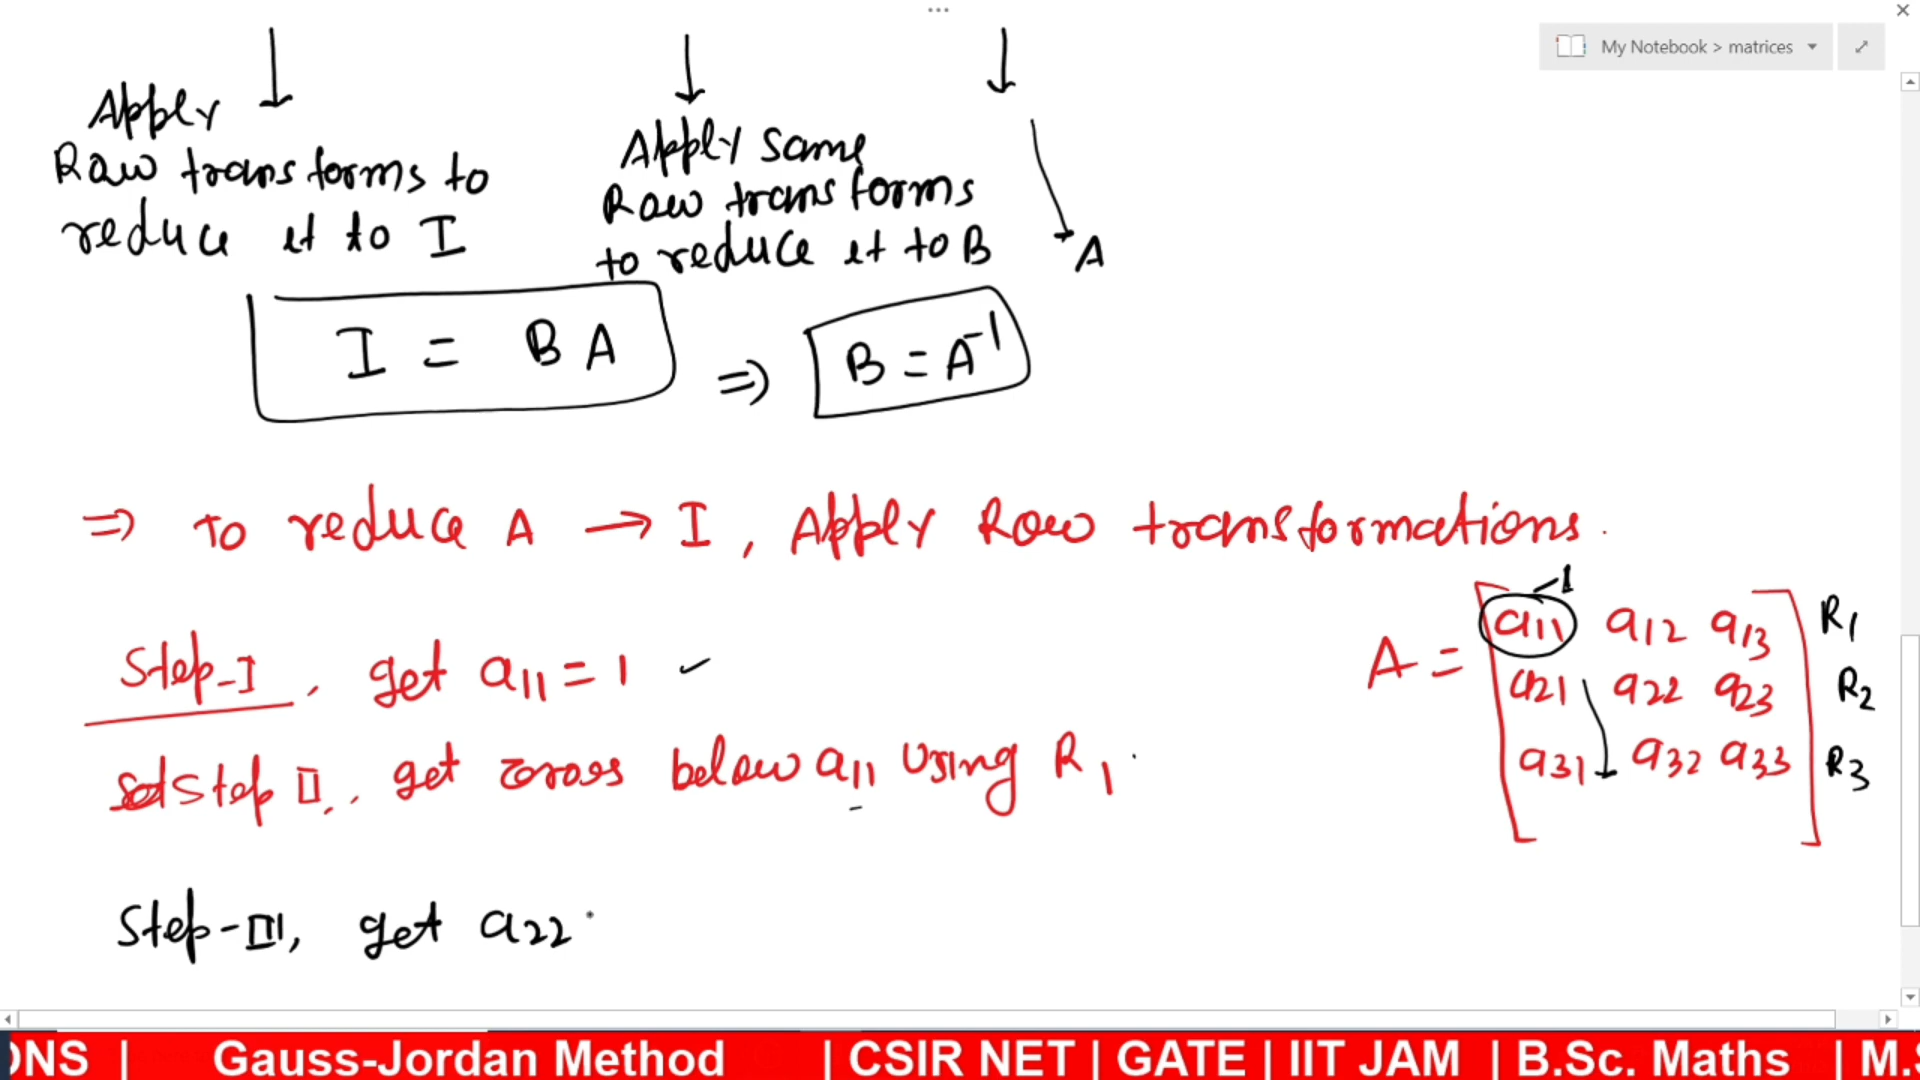 My Notebook > matrices
Apply
Raw transforms to
reduce it to I
Apply same
Raw transforms
to reduce it to B
A
I = B A
⇒ B = A⁻¹
⇒ To reduce A → I, Apply Row transformations.
Step-I, get a11 = 1 ✓
Step II, get zeroes below a11 Using R1.
A = [ a11 a12 a13 ] R1
a21 a22 a23 R2
a31 a32 a33 R3
1
Step-III, get a22
ONS | Gauss-Jordan Method | CSIR NET | GATE | IIT JAM | B.Sc. Maths | M.S